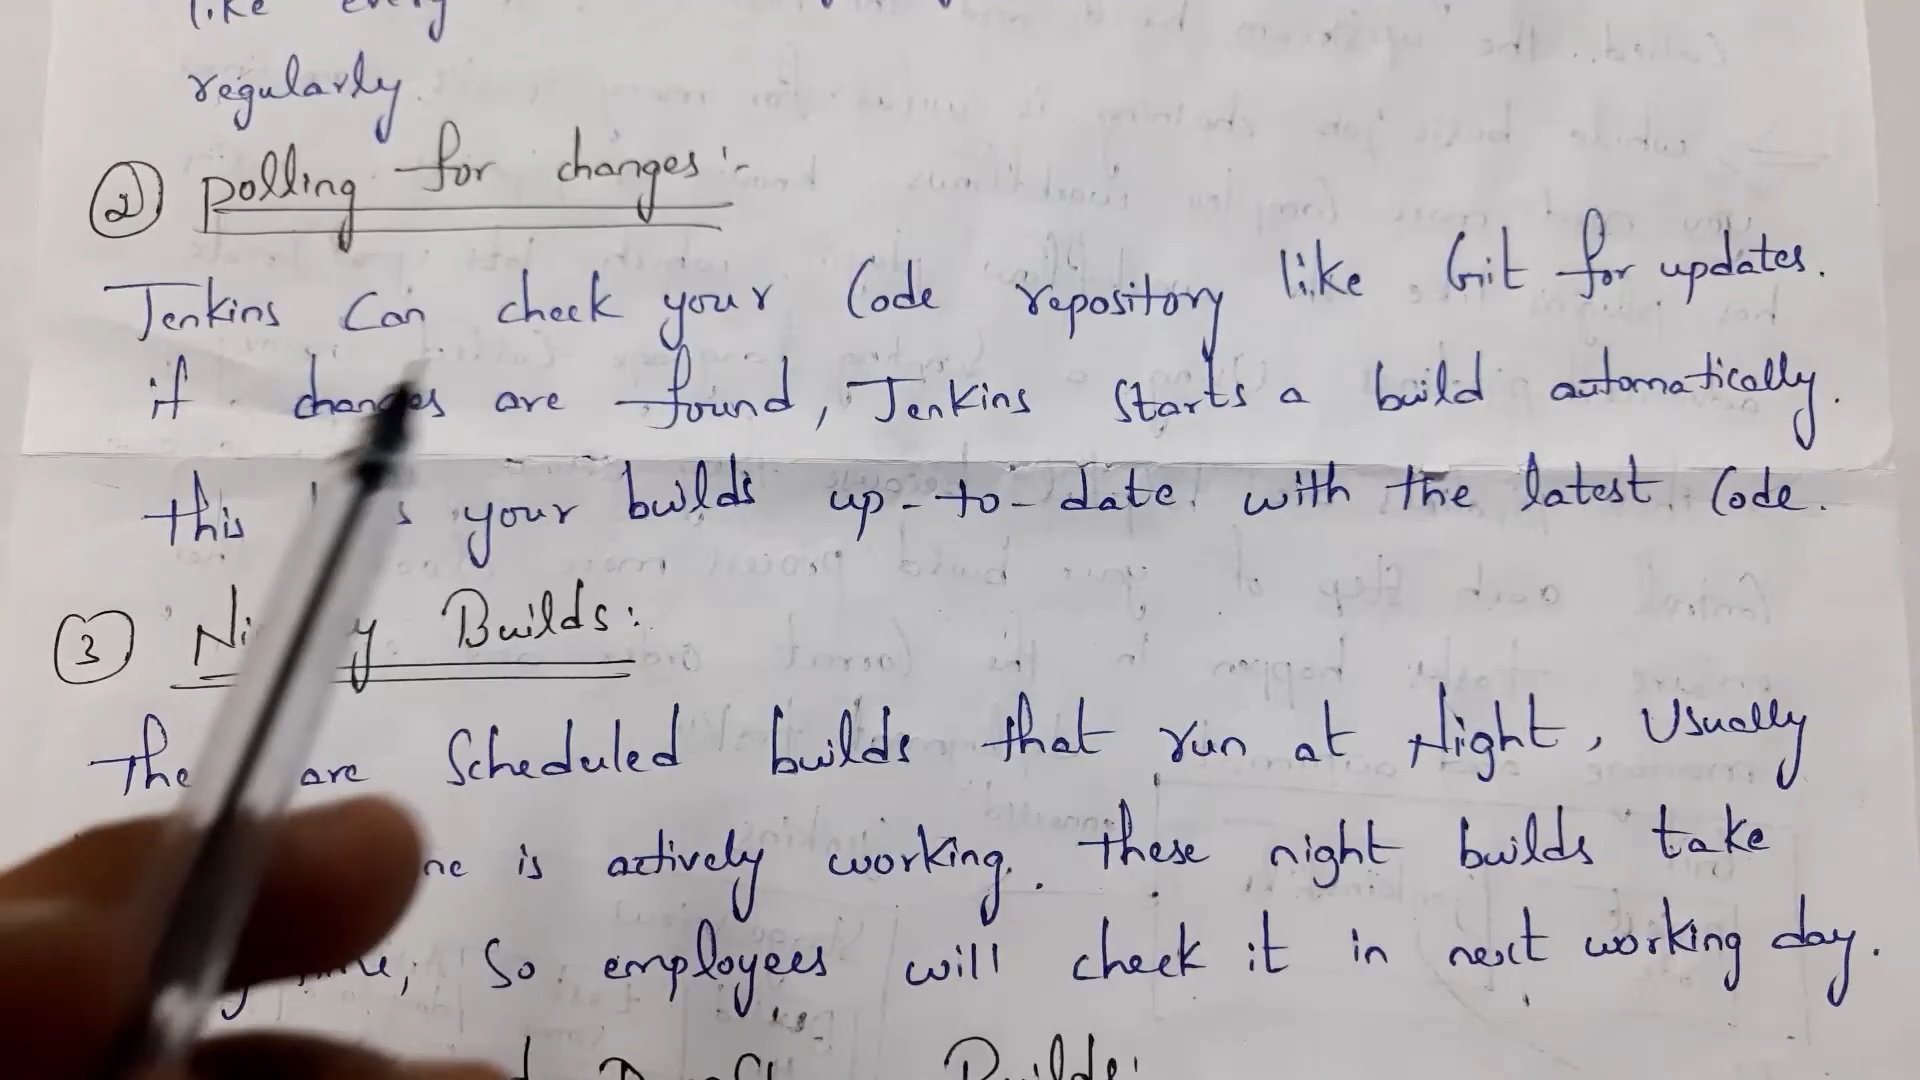 like every
regularly.
② polling for changes:-
Jenkins can check your Code repository like Git for updates.
if changes are found, Jenkins starts a build automatically.
this your builds up-to-date with the latest Code.
③ Builds:
are Scheduled builds that run at Night, Usually
is actively working. these night builds take
So employees will check it in next working day.
Builds: